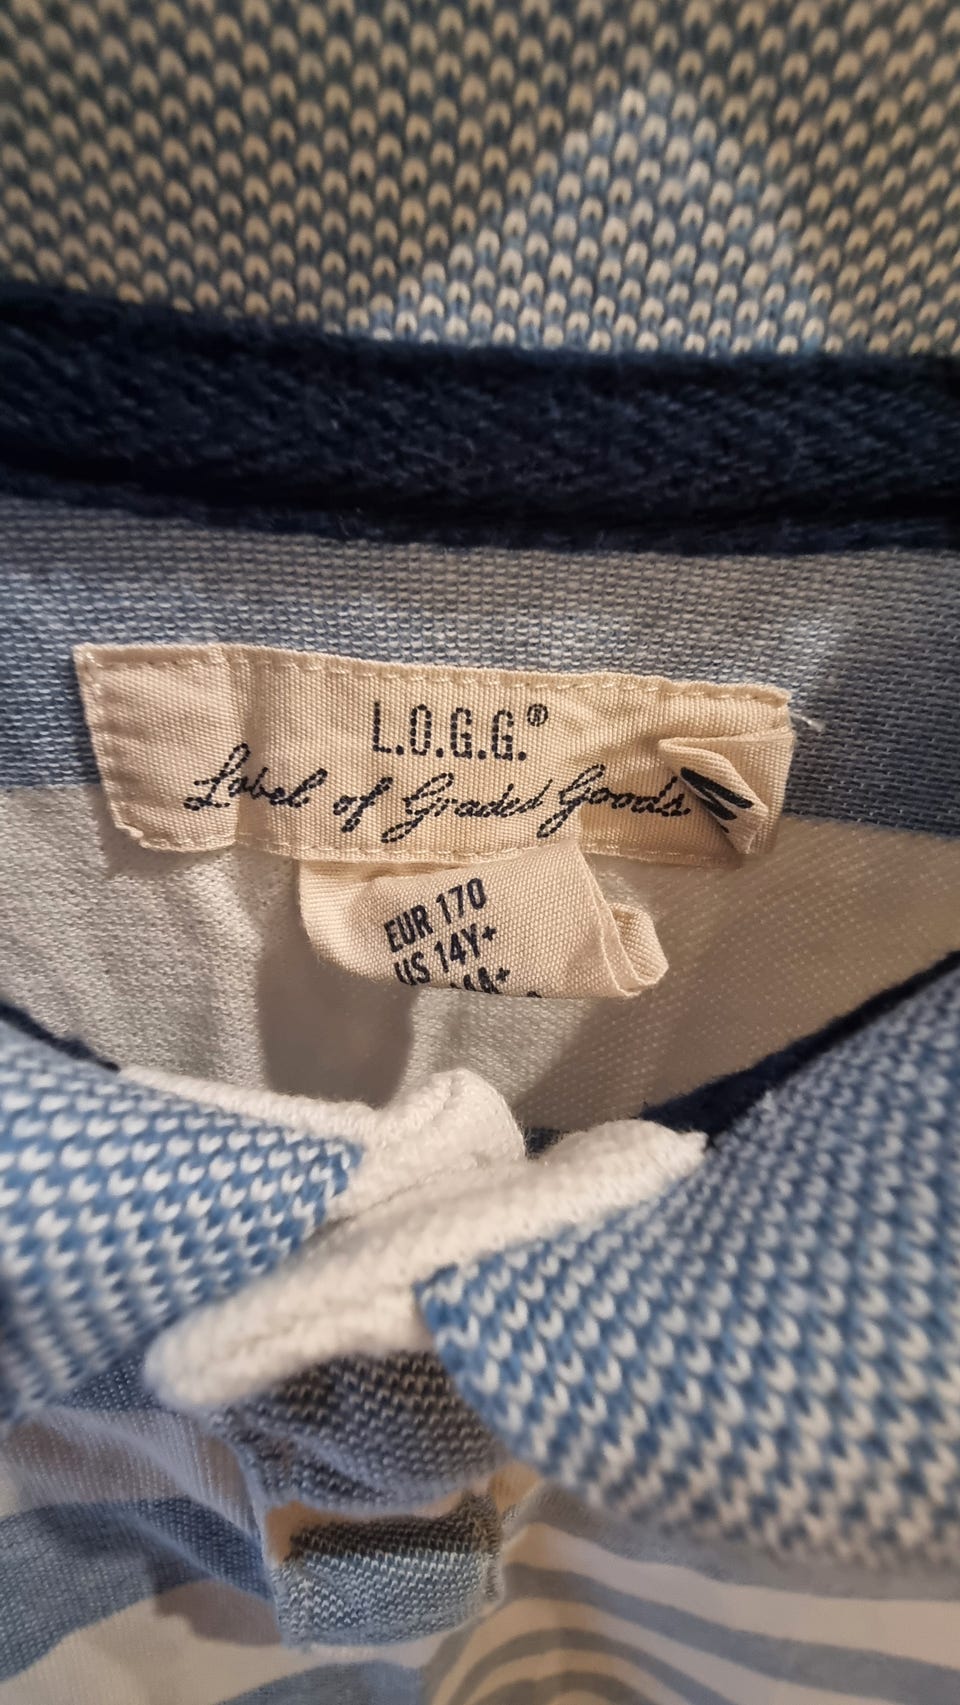 L.O.G.G.®
Label of Graded Goods
EUR 170
US 14Y+